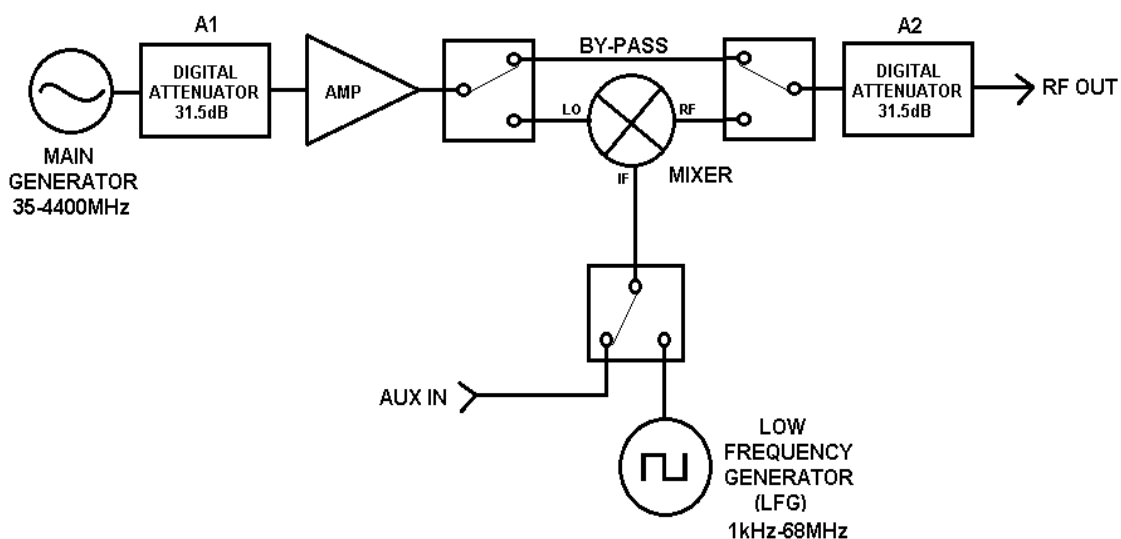 A1
A2
DIGITAL
ATTENUATOR
31.5dB
AMP
BY-PASS
LO
RF
IF
MIXER
DIGITAL
ATTENUATOR
31.5dB
RF OUT
MAIN
GENERATOR
35-4400MHz
AUX IN
LOW
FREQUENCY
GENERATOR
(LFG)
1kHz-68MHz